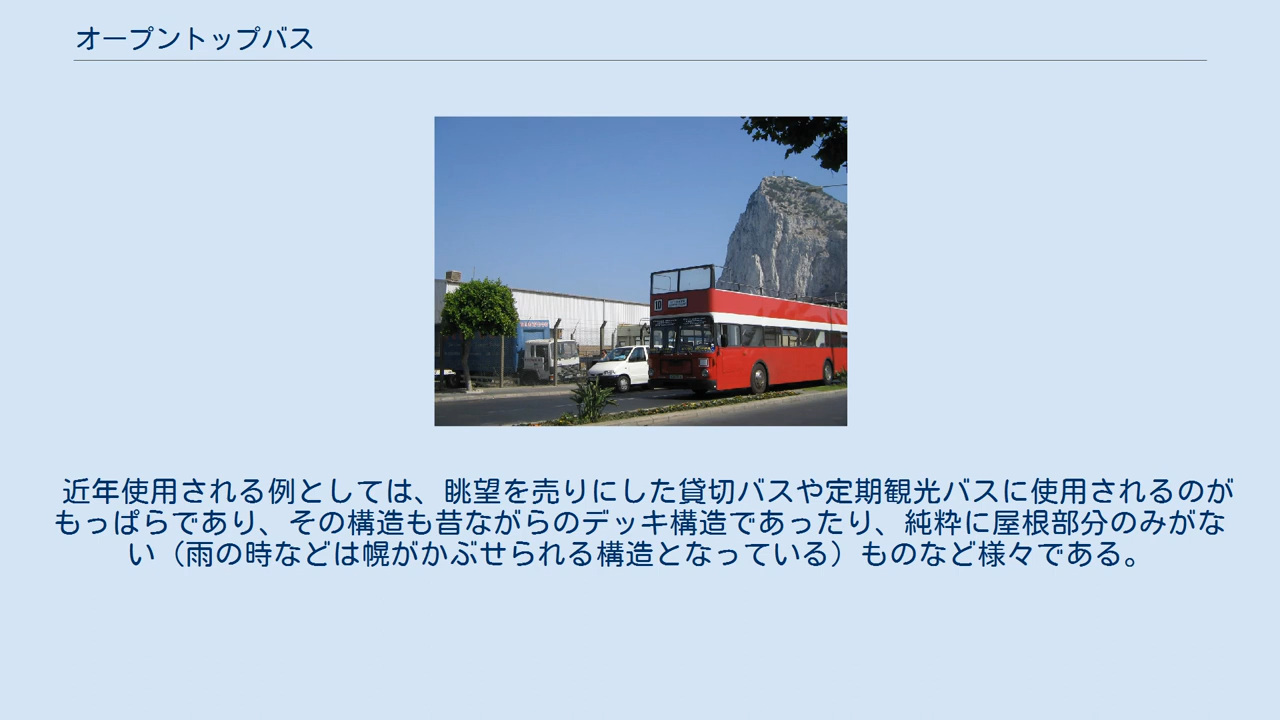 オープントップバス
近年使用される例としては、眺望を売りにした貸切バスや定期観光バスに使用されるのが
もっぱらであり、その構造も昔ながらのデッキ構造であったり、純粋に屋根部分のみがな
い（雨の時などは幌がかぶせられる構造となっている）ものなど様々である。